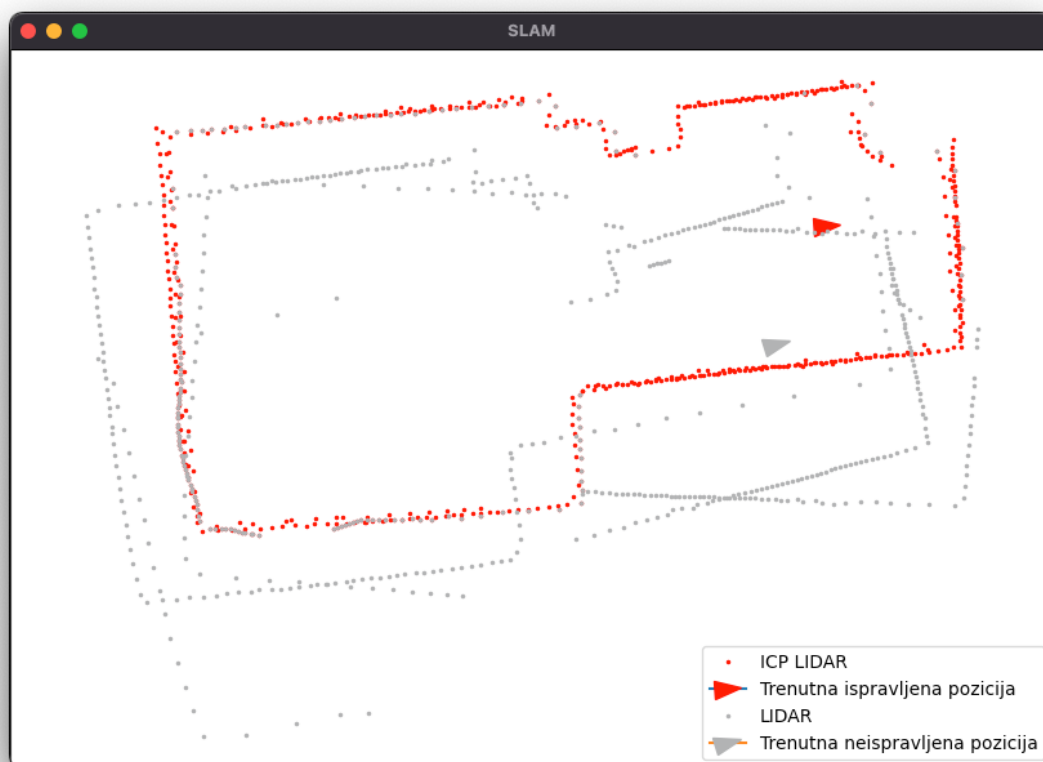 SLAM
ICP LIDAR
Trenutna ispravljena pozicija
LIDAR
Trenutna neispravljena pozicija